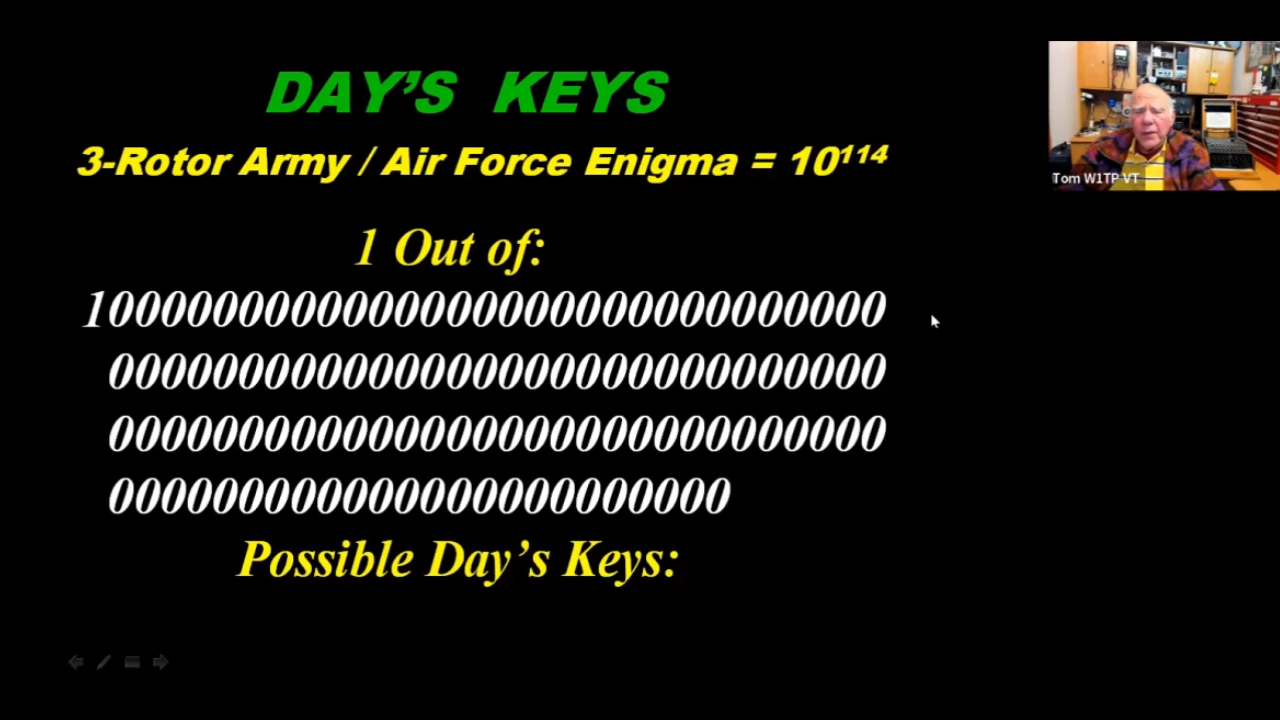 DAY'S KEYS
3-Rotor Army / Air Force Enigma = 10¹¹⁴
1 Out of:
1000000000000000000000000000000
000000000000000000000000000000
000000000000000000000000000000
000000000000000000000000
Possible Day's Keys:
Tom W1TP VT